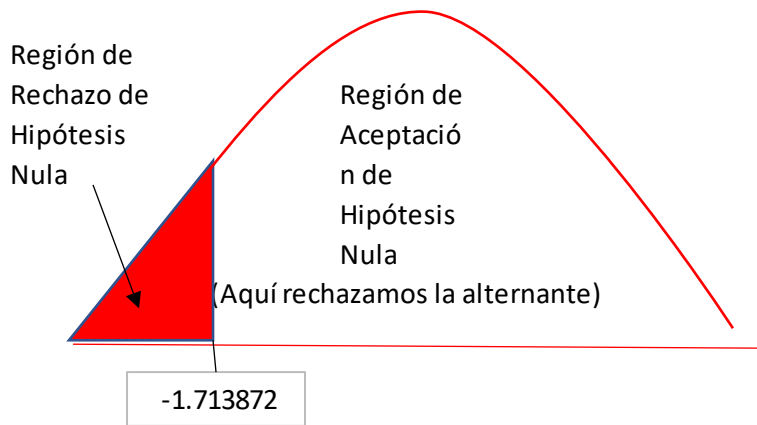 Región de
Rechazo de
Hipótesis
Nula
Región de
Aceptació
n de
Hipótesis
Nula
(Aquí rechazamos la alternante)
-1.713872